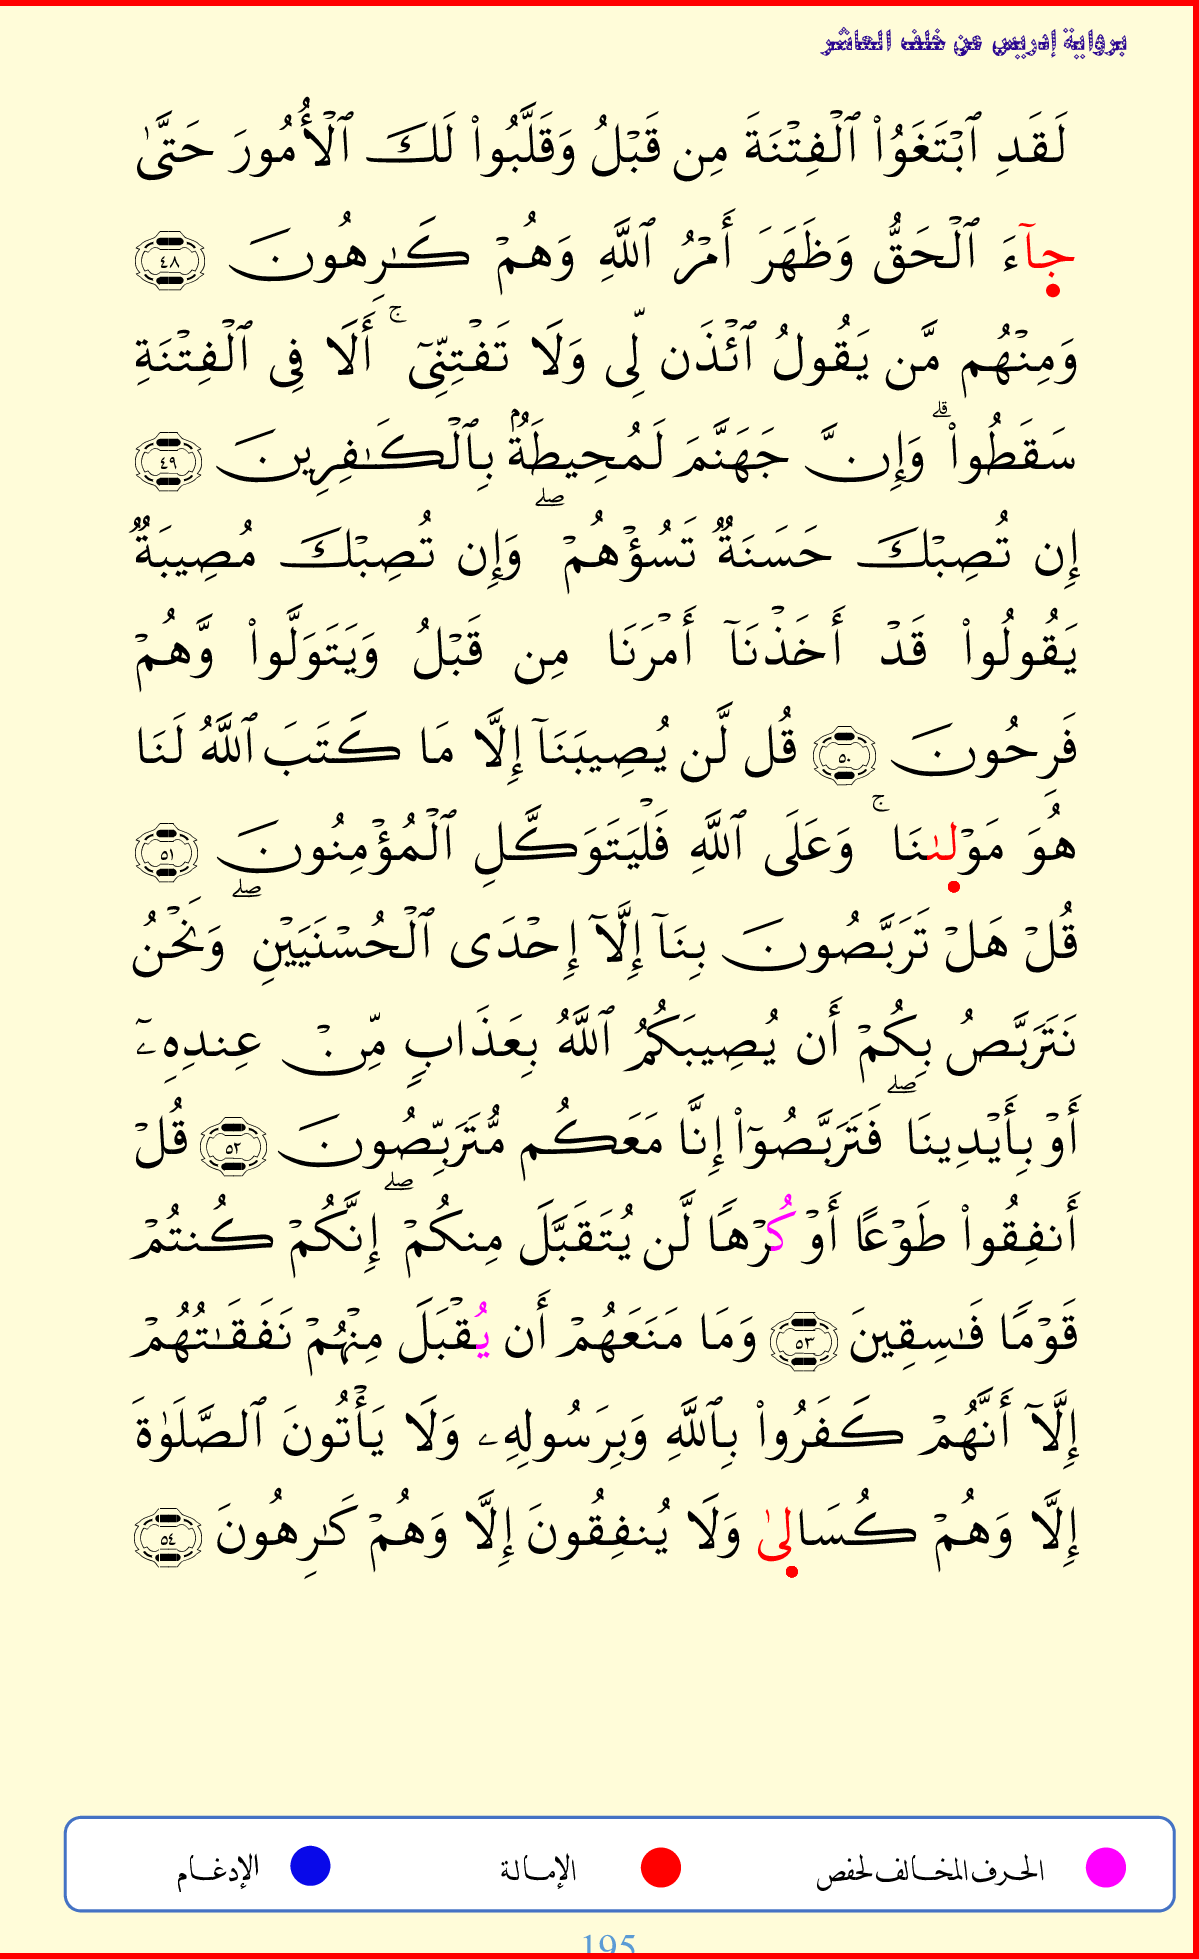 برواية إدريس عن خلف العاشر
لَقَدِ ٱبۡتَغَوُاْ ٱلۡفِتۡنَةَ مِن قَبۡلُ وَقَلَّبُواْ لَكَ ٱلۡأُمُورَ حَتَّىٰ
جآءَ ٱلۡحَقُّ وَظَهَرَ أَمۡرُ ٱللَّهِ وَهُمۡ كَٰرِهُونَ ٤٨
وَمِنۡهُم مَّن يَقُولُ ٱئۡذَن لِّى وَلَا تَفۡتِنِّىٓ ۚ أَلَا فِى ٱلۡفِتۡنَةِ
سَقَطُواْ ۗ وَإِنَّ جَهَنَّمَ لَمُحِيطَةُۢ بِٱلۡكَٰفِرِينَ ٤٩
إِن تُصِبۡكَ حَسَنَةٌ تَسُؤۡهُمۡ ۖ وَإِن تُصِبۡكَ مُصِيبَةٌ
يَقُولُواْ قَدۡ أَخَذۡنَآ أَمۡرَنَا مِن قَبۡلُ وَيَتَوَلَّواْ وَّهُمۡ
فَرِحُونَ ٥٠ قُل لَّن يُصِيبَنَآ إِلَّا مَا كَتَبَ ٱللَّهُ لَنَا
هُوَ مَوۡلىٰنَا ۚ وَعَلَى ٱللَّهِ فَلۡيَتَوَكَّلِ ٱلۡمُؤۡمِنُونَ ٥١
قُلۡ هَلۡ تَرَبَّصُونَ بِنَآ إِلَّآ إِحۡدَى ٱلۡحُسۡنَيَيۡنِ ۖ وَنَحۡنُ
نَتَرَبَّصُ بِكُمۡ أَن يُصِيبَكُمُ ٱللَّهُ بِعَذَابٍ مِّنۡ عِندِهِۦٓ
أَوۡ بِأَيۡدِينَا ۖ فَتَرَبَّصُوٓاْ إِنَّا مَعَكُم مُّتَرَبِّصُونَ ٥٢ قُلۡ
أَنفِقُواْ طَوۡعًا أَوۡ كُرۡهًا لَّن يُتَقَبَّلَ مِنكُمۡ ۖ إِنَّكُمۡ كُنتُمۡ
قَوۡمًا فَٰسِقِينَ ٥٣ وَمَا مَنَعَهُمۡ أَن يُقۡبَلَ مِنۡهُمۡ نَفَقَٰتُهُمۡ
إِلَّآ أَنَّهُمۡ كَفَرُواْ بِٱللَّهِ وَبِرَسُولِهِۦ وَلَا يَأۡتُونَ ٱلصَّلَوٰةَ
إِلَّا وَهُمۡ كُسَالىٰ وَلَا يُنفِقُونَ إِلَّا وَهُمۡ كَٰرِهُونَ ٥٤
الحرف المخالف لحفص الإمالة الإدغام
195